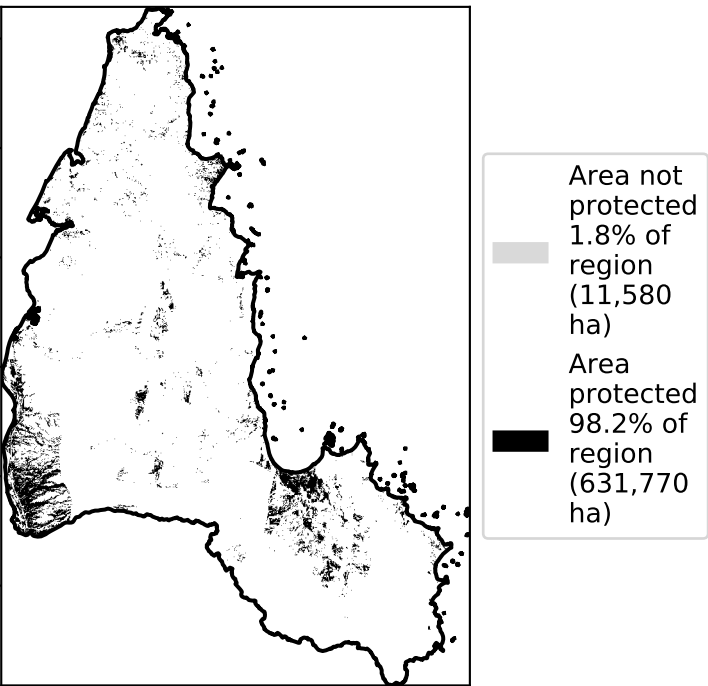 Area not
protected
1.8% of
region
(11,580
ha)
Area
protected
98.2% of
region
(631,770
ha)